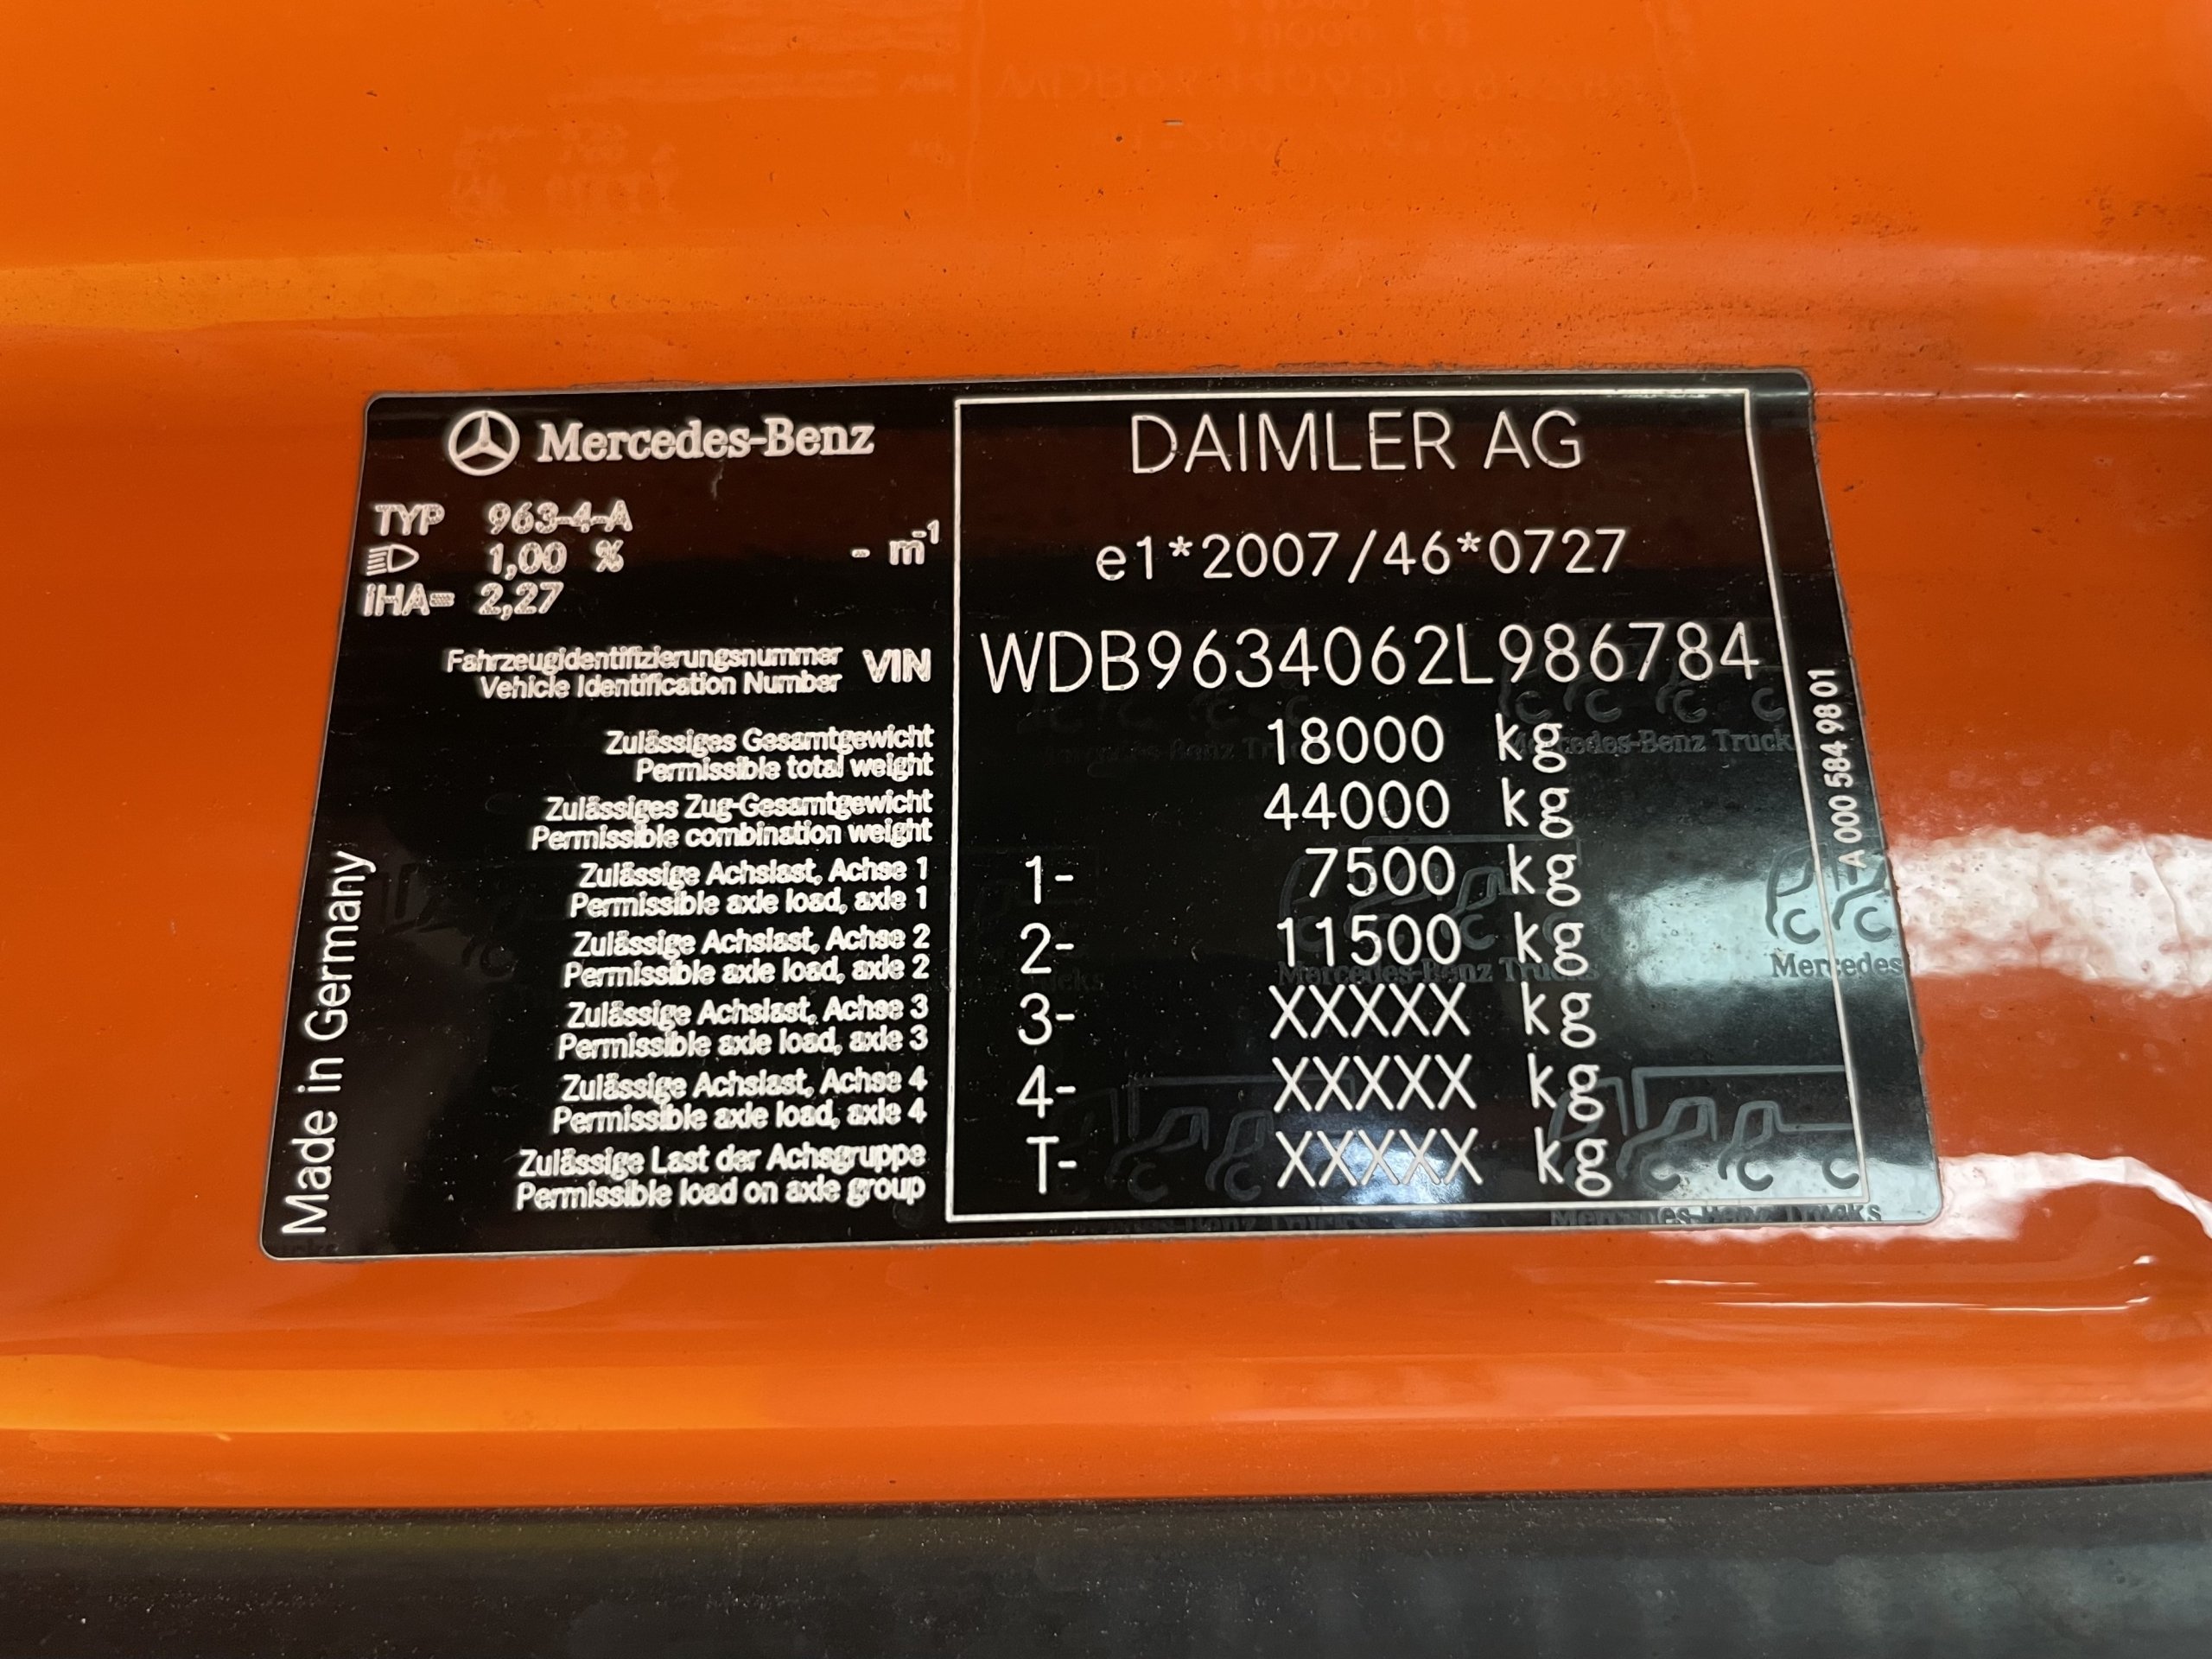 Mercedes-Benz
TYP 963-4-A
1,00 % - m-1
iHA= 2,27
DAIMLER AG
e1*2007/46*0727
Fahrzeugidentifizierungsnummer
Vehicle Identification Number
VIN WDB9634062L986784
Zulässiges Gesamtgewicht
Permissible total weight
18000 kg
Zulässiges Zug-Gesamtgewicht
Permissible combination weight
44000 kg
Zulässige Achslast, Achse 1
Permissible axle load, axle 1
1- 7500 kg
Zulässige Achslast, Achse 2
Permissible axle load, axle 2
2- 11500 kg
Zulässige Achslast, Achse 3
Permissible axle load, axle 3
3- XXXXX kg
Zulässige Achslast, Achse 4
Permissible axle load, axle 4
4- XXXXX kg
Zulässige Last der Achsgruppe
Permissible load on axle group
T- XXXXX kg
Made in Germany
A 000 584 98 01
Mercedes-Benz Trucks
Mercedes-Benz Trucks
Mercedes
Mercedes-Benz Trucks